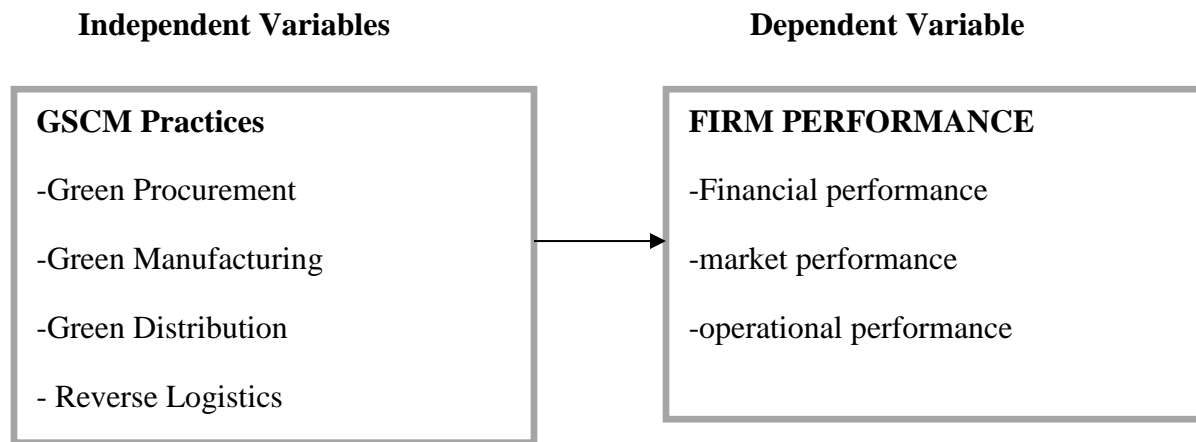 Independent Variables
Dependent Variable
GSCM Practices
-Green Procurement
-Green Manufacturing
-Green Distribution
- Reverse Logistics
FIRM PERFORMANCE
-Financial performance
-market performance
-operational performance